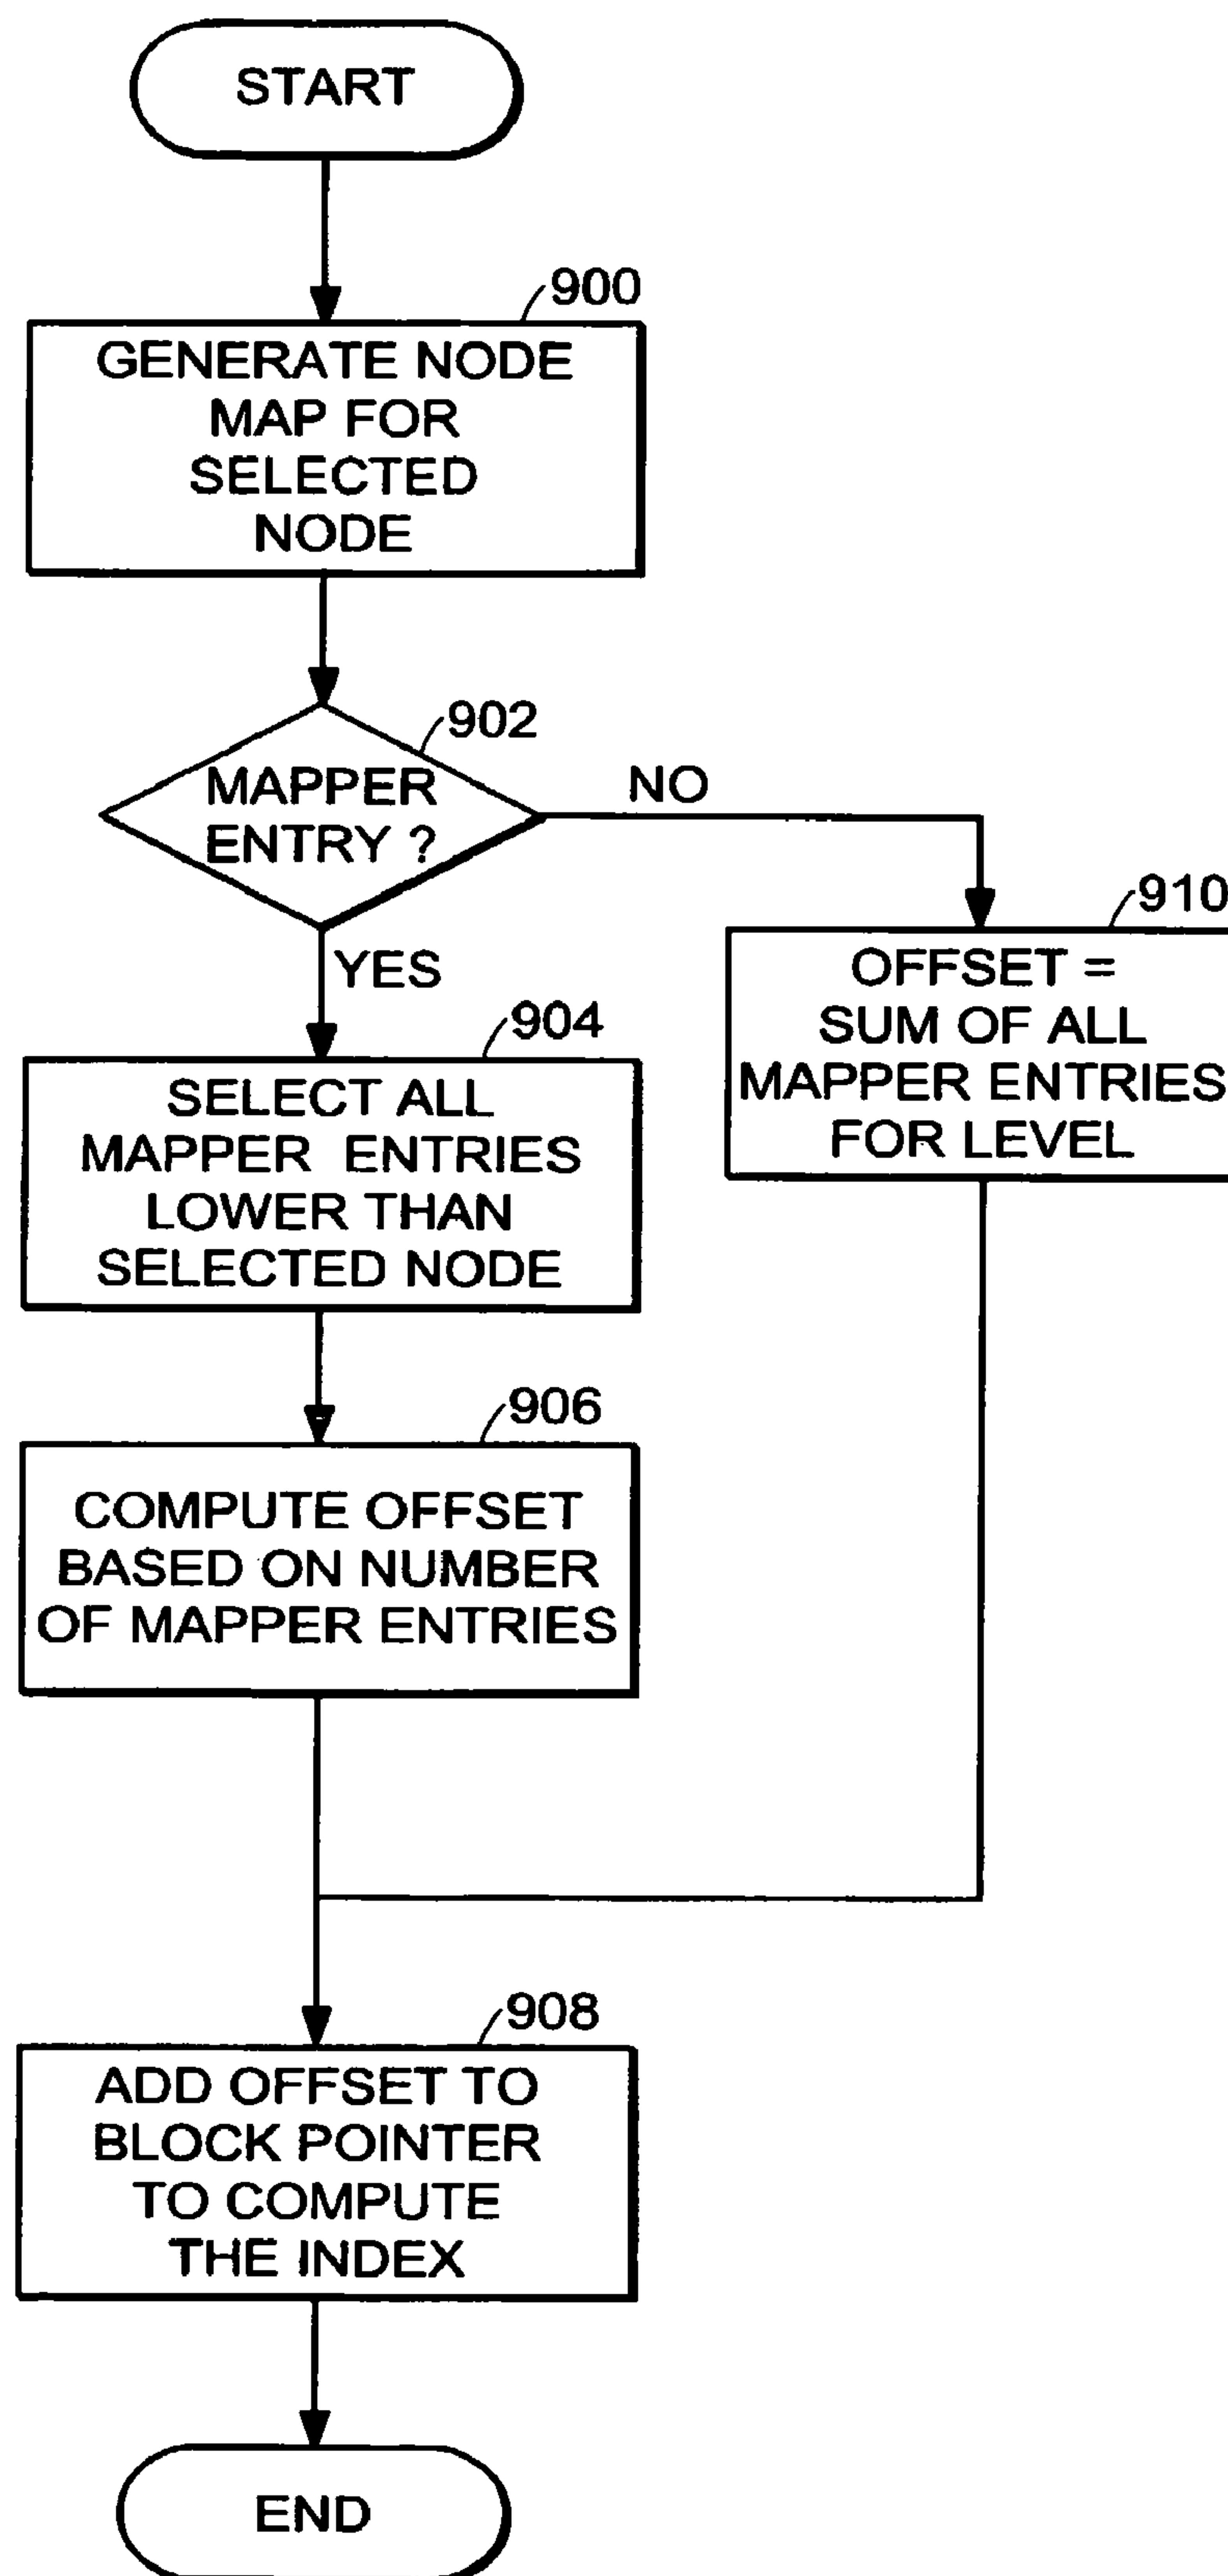 START
900
GENERATE NODE
MAP FOR
SELECTED
NODE
902
MAPPER
ENTRY ?
NO
YES
910
OFFSET =
SUM OF ALL
MAPPER ENTRIES
FOR LEVEL
904
SELECT ALL
MAPPER ENTRIES
LOWER THAN
SELECTED NODE
906
COMPUTE OFFSET
BASED ON NUMBER
OF MAPPER ENTRIES
908
ADD OFFSET TO
BLOCK POINTER
TO COMPUTE
THE INDEX
END